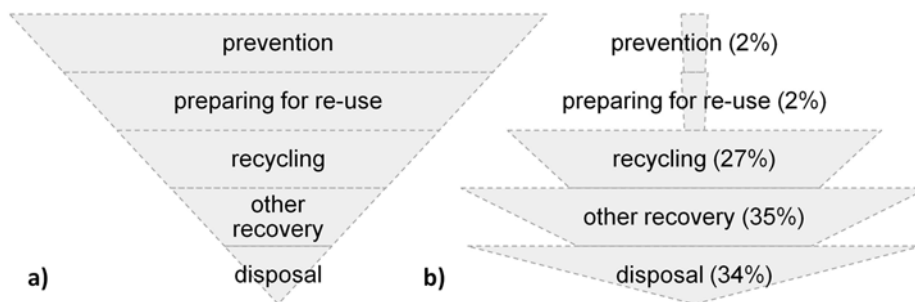 prevention
preparing for re-use
recycling
other
recovery
disposal
a)
prevention (2%)
preparing for re-use (2%)
recycling (27%)
other recovery (35%)
disposal (34%)
b)